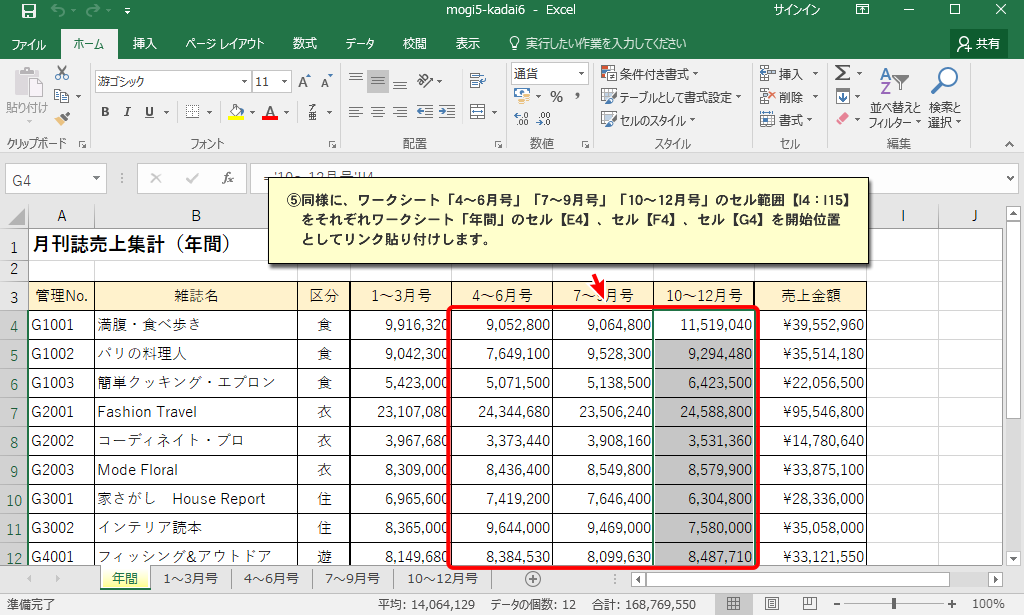 mogi5-kadai6 - Excel
サインイン
ファイル ホーム 挿入 ページ レイアウト 数式 データ 校閲 表示 実行したい作業を入力してください 共有
貼り付け
游ゴシック 11 A A
B I U A
通貨
% ,
条件付き書式
テーブルとして書式設定
セルのスタイル
挿入
削除
書式
Σ
並べ替えと
フィルター
検索と
選択
クリップボード フォント 配置 数値 スタイル セル 編集
G4 fx ='10～12月号'!I4
⑤同様に、ワークシート「4～6月号」「7～9月号」「10～12月号」のセル範囲【I4：I15】
をそれぞれワークシート「年間」のセル【E4】、セル【F4】、セル【G4】を開始位置
としてリンク貼り付けします。
A B I J
1 月刊誌売上集計（年間）
2
3 管理No. 雑誌名 区分 1～3月号 4～6月号 7～9月号 10～12月号 売上金額
4 G1001 満腹・食べ歩き 食 9,916,320 9,052,800 9,064,800 11,519,040 ¥39,552,960
5 G1002 パリの料理人 食 9,042,300 7,649,100 9,528,300 9,294,480 ¥35,514,180
6 G1003 簡単クッキング・エプロン 食 5,423,000 5,071,500 5,138,500 6,423,500 ¥22,056,500
7 G2001 Fashion Travel 衣 23,107,080 24,344,680 23,506,240 24,588,800 ¥95,546,800
8 G2002 コーディネイト・プロ 衣 3,967,680 3,373,440 3,908,160 3,531,360 ¥14,780,640
9 G2003 Mode Floral 衣 8,309,000 8,436,400 8,549,800 8,579,900 ¥33,875,100
10 G3001 家さがし　House Report 住 6,965,600 7,419,200 7,646,400 6,304,800 ¥28,336,000
11 G3002 インテリア読本 住 8,365,000 9,644,000 9,469,000 7,580,000 ¥35,058,000
12 G4001 フィッシング&アウトドア 遊 8,149,680 8,384,530 8,099,630 8,487,710 ¥33,121,550
年間 1～3月号 4～6月号 7～9月号 10～12月号
準備完了 平均: 14,064,129 データの個数: 12 合計: 168,769,550 100%